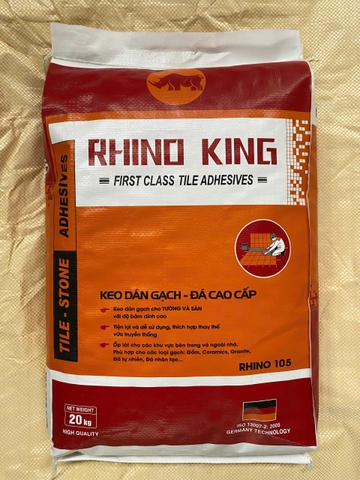 RHINO KING
FIRST CLASS TILE ADHESIVES
TILE - STONE ADHESIVES
KEO DÁN GẠCH - ĐÁ CAO CẤP
Keo dán gạch cho TƯỜNG VÀ SÀN
với độ bám dính cao
Tiện lợi và dễ sử dụng, thích hợp thay thế
vữa truyền thống
Ốp lát cho các khu vực bên trong và ngoài nhà,
Phù hợp cho các loại gạch: Gốm, Ceramics, Granite,
Đá tự nhiên, Đá nhân tạo...
RHINO 105
NET WEIGHT
20kg
HIGH QUALITY
ISO 13007-2: 2005
GERMANY TECHNOLOGY